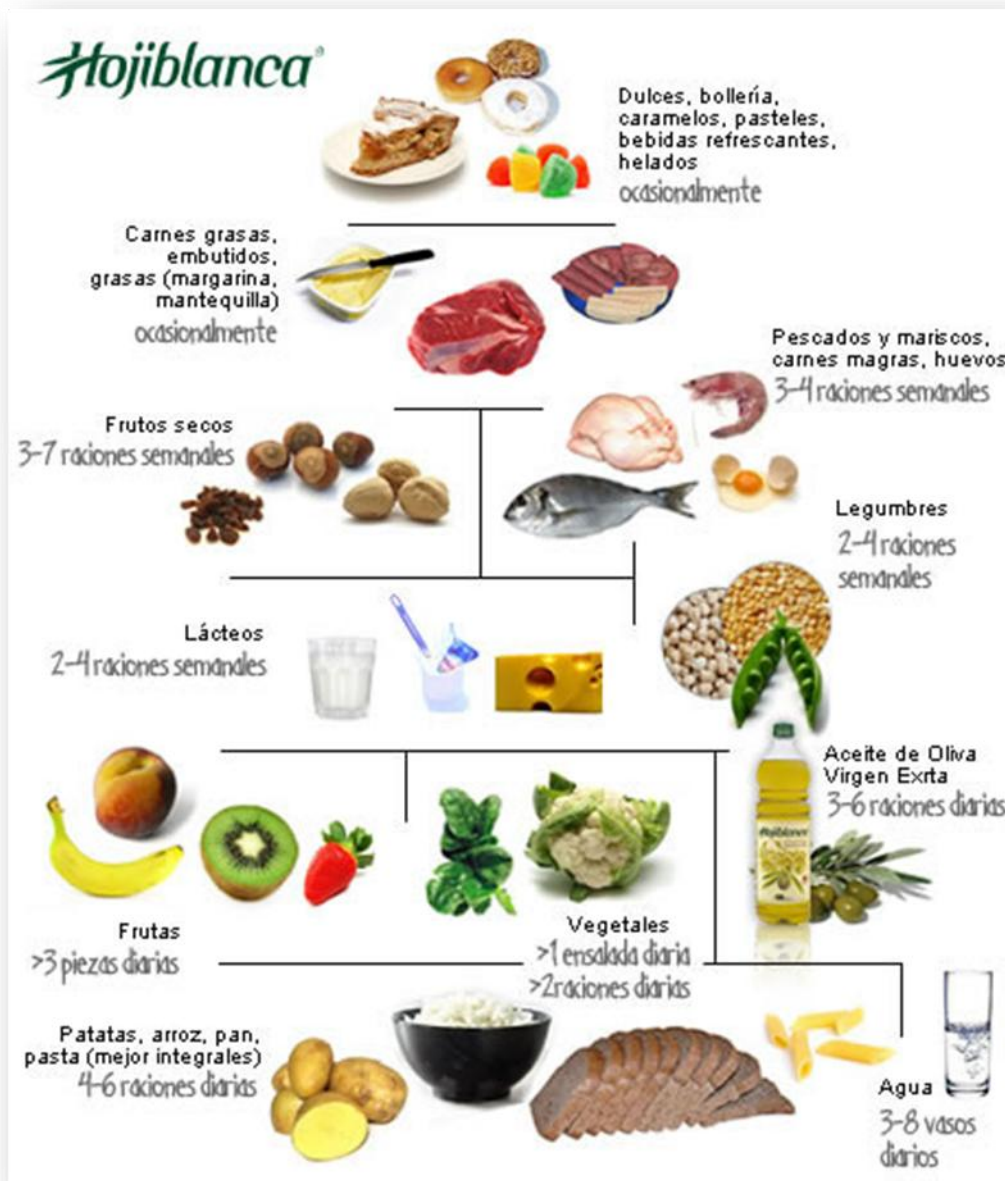 Hojiblanca®
Dulces, bollería,
caramelos, pasteles,
bebidas refrescantes,
helados
ocasionalmente
Carnes grasas,
embutidos,
grasas (margarina,
mantequilla)
ocasionalmente
Pescados y mariscos,
carnes magras, huevos
3-4 raciones semanales
Frutos secos
3-7 raciones semanales
Legumbres
2-4 raciones
semanales
Lácteos
2-4 raciones semanales
Aceite de Oliva
Virgen Exrta
3-6 raciones diarias
Hojiblanca
Frutas
>3 piezas diarias
Vegetales
>1 ensalada diaria
>2raciones diarias
Patatas, arroz, pan,
pasta (mejor integrales)
4-6 raciones diarias
Agua
3-8 vasos
diarios